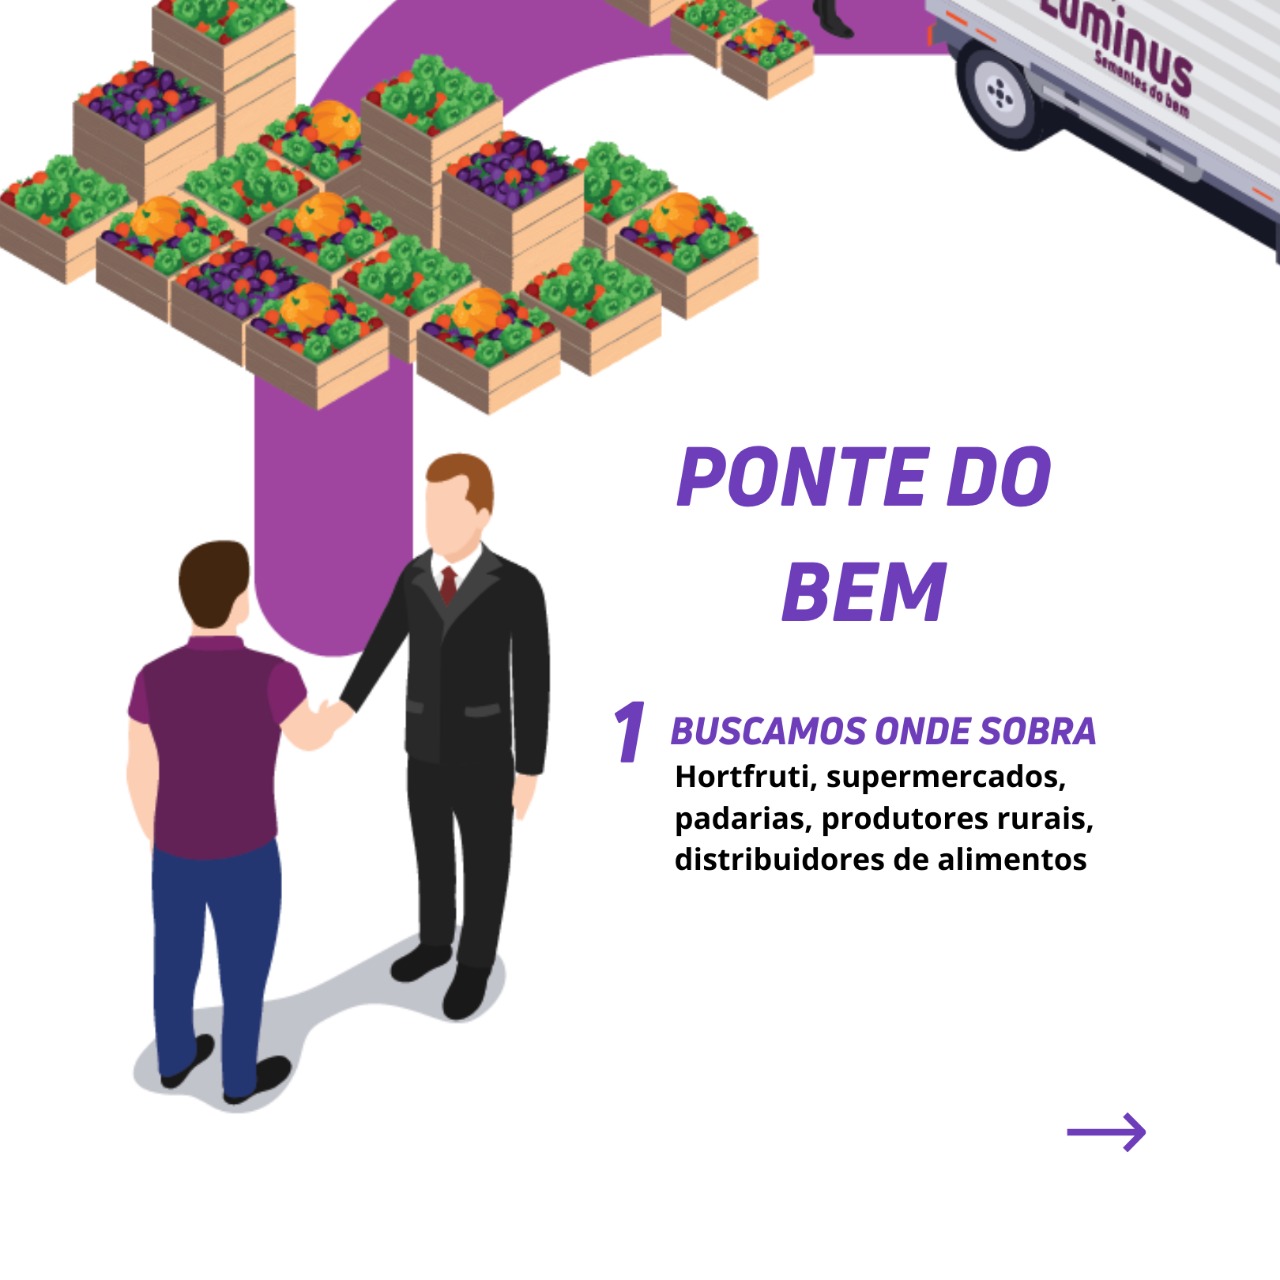 Luminus
Sementes do bem
PONTE DO
BEM
1 BUSCAMOS ONDE SOBRA
Hortfruti, supermercados,
padarias, produtores rurais,
distribuidores de alimentos